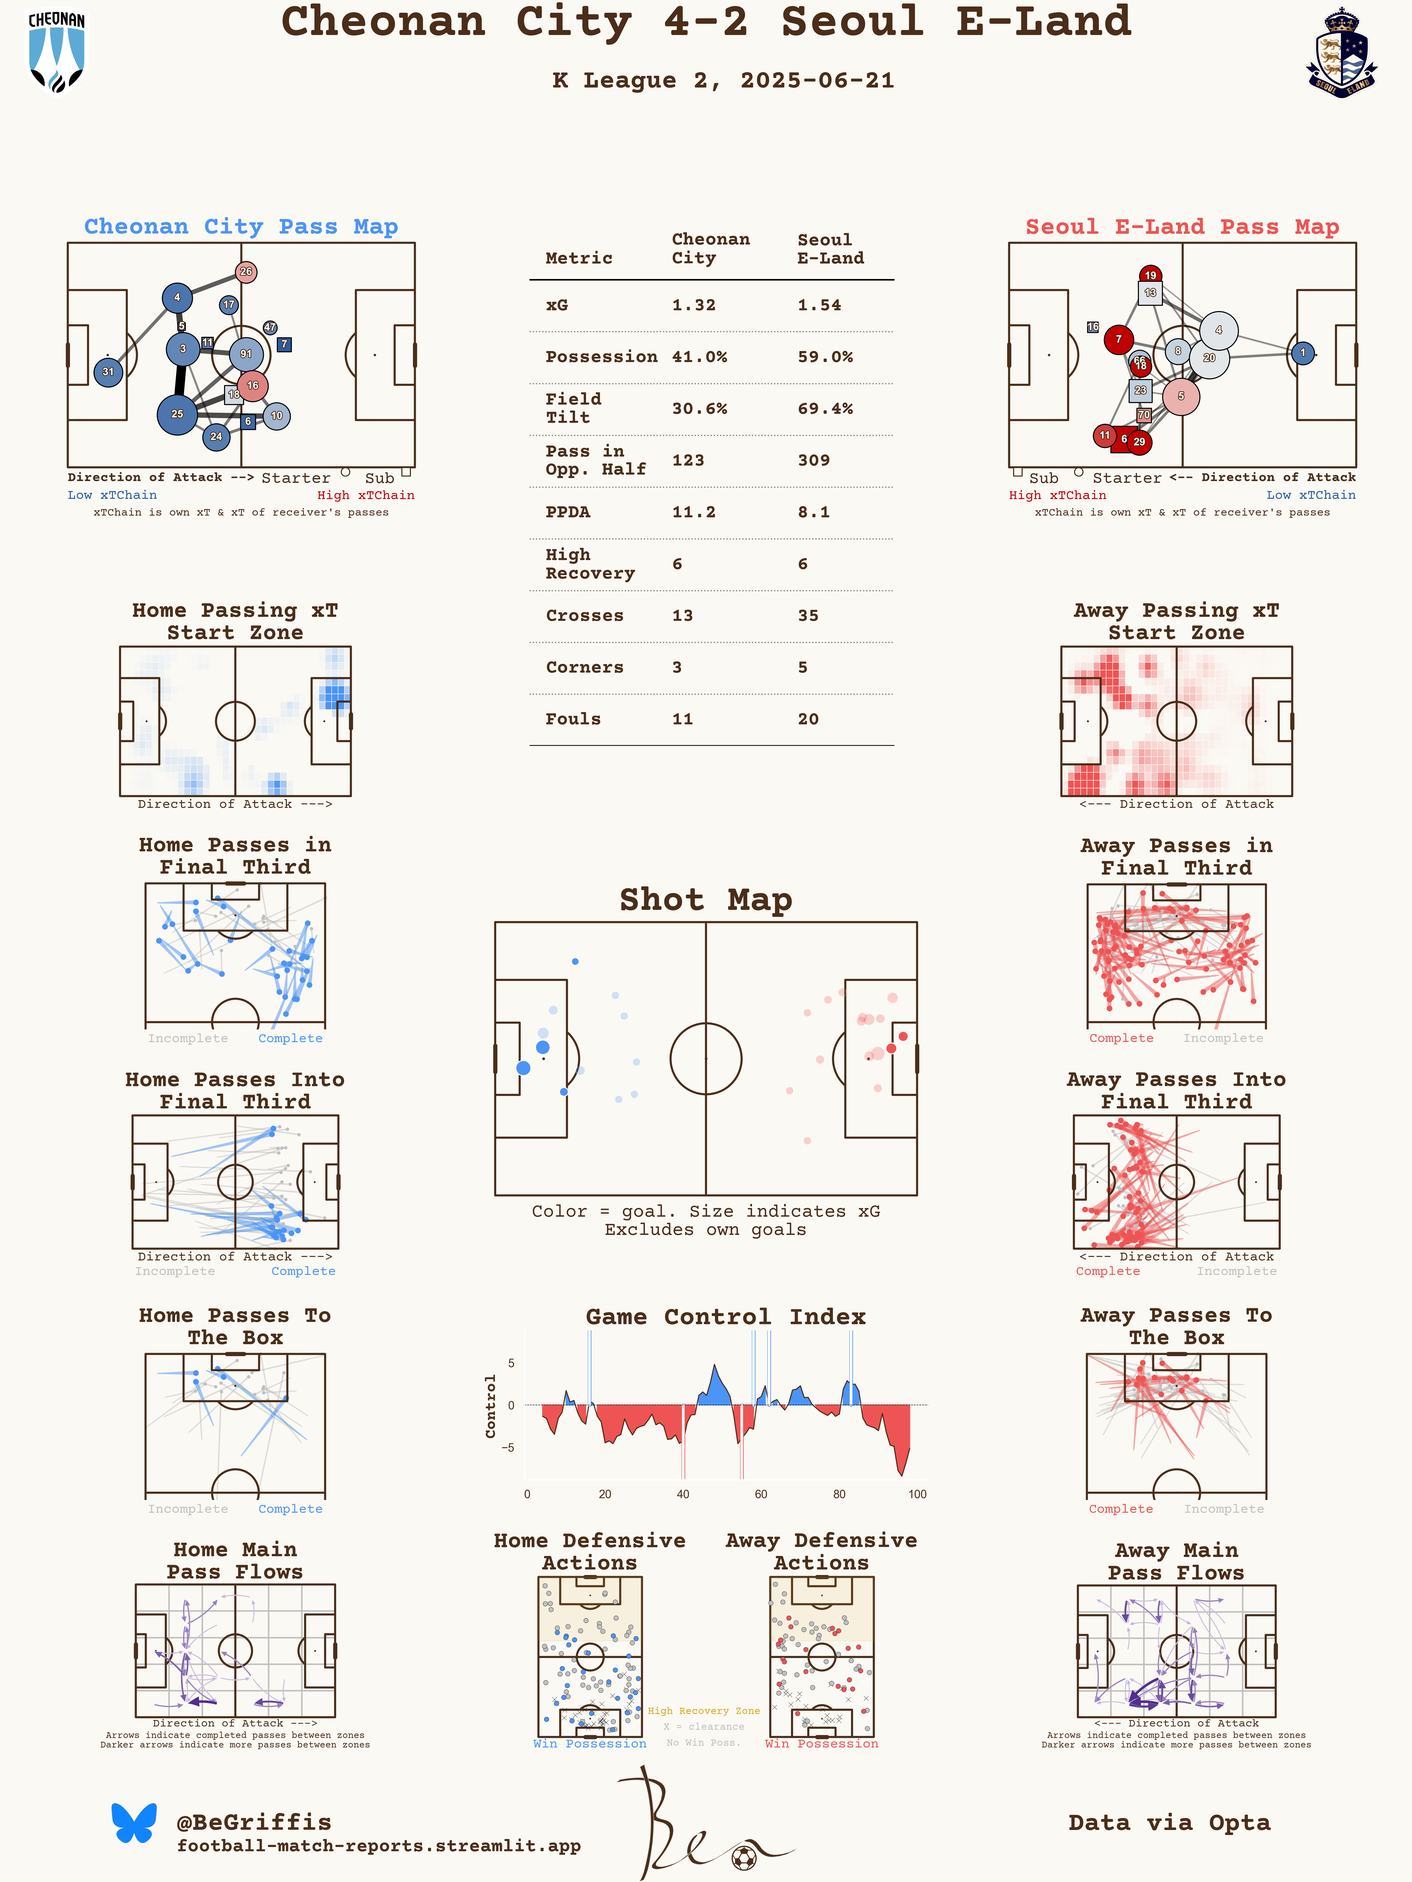 Cheonan City 4-2 Seoul E-Land
K League 2, 2025-06-21
CHEONAN
SEOUL ELAND
Cheonan City Pass Map
26
4
17
5
47
11
7
3
91
31
16
18
25
10
6
24
Direction of Attack --> Starter Sub
Low xTChain High xTChain
xTChain is own xT & xT of receiver's passes
Metric Cheonan City Seoul E-Land
xG 1.32 1.54
Possession 41.0% 59.0%
Field Tilt 30.6% 69.4%
Pass in Opp. Half 123 309
PPDA 11.2 8.1
High Recovery 6 6
Crosses 13 35
Corners 3 5
Fouls 11 20
Seoul E-Land Pass Map
19
13
16
4
7
8
1
66
20
18
23
5
70
11
6
29
Sub Starter <-- Direction of Attack
High xTChain Low xTChain
xTChain is own xT & xT of receiver's passes
Home Passing xT
Start Zone
Direction of Attack --->
Away Passing xT
Start Zone
<--- Direction of Attack
Home Passes in
Final Third
Incomplete Complete
Away Passes in
Final Third
Complete Incomplete
Shot Map
Color = goal. Size indicates xG
Excludes own goals
Home Passes Into
Final Third
Direction of Attack --->
Incomplete Complete
Away Passes Into
Final Third
<--- Direction of Attack
Complete Incomplete
Home Passes To
The Box
Incomplete Complete
Game Control Index
Control
5
0
−5
0 20 40 60 80 100
Away Passes To
The Box
Complete Incomplete
Home Main
Pass Flows
Direction of Attack --->
Arrows indicate completed passes between zones
Darker arrows indicate more passes between zones
Home Defensive
Actions
Win Possession
Away Defensive
Actions
Win Possession
High Recovery Zone
X = clearance
No Win Poss.
Away Main
Pass Flows
<--- Direction of Attack
Arrows indicate completed passes between zones
Darker arrows indicate more passes between zones
@BeGriffis
football-match-reports.streamlit.app
Ben
Data via Opta